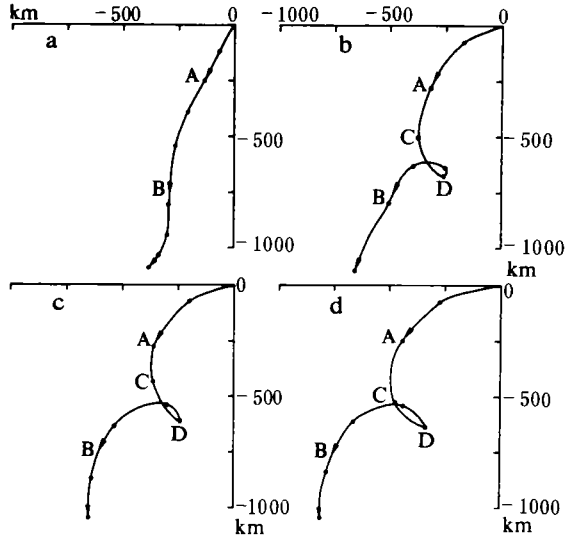 km -500 0 -1000 -500 0
a b
A A
-500 C -500
B D
B
-1000 -1000
km
c 0 d 0
A A
C -500 C -500
D D
B B
-1000 -1000
km km